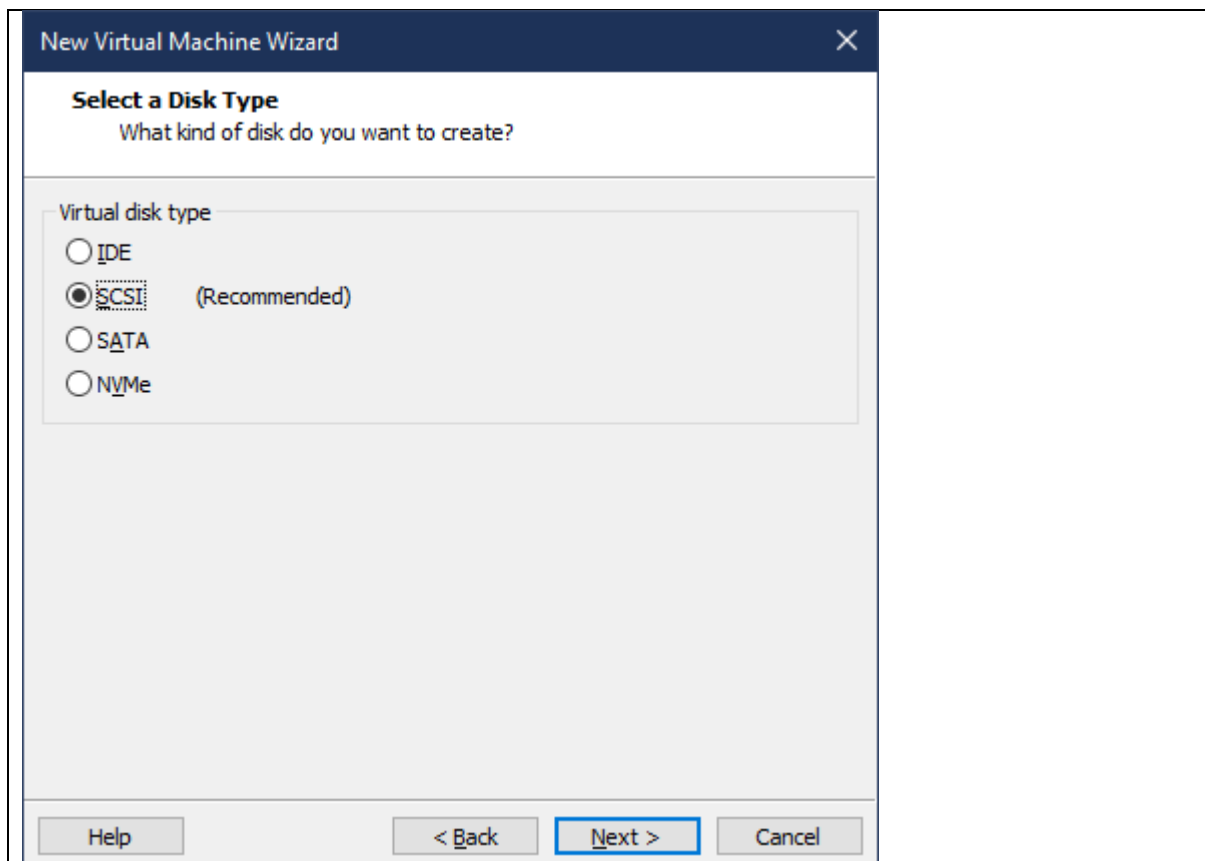 New Virtual Machine Wizard
Select a Disk Type
What kind of disk do you want to create?
Virtual disk type
IDE
SCSI (Recommended)
SATA
NVMe
Help < Back Next > Cancel